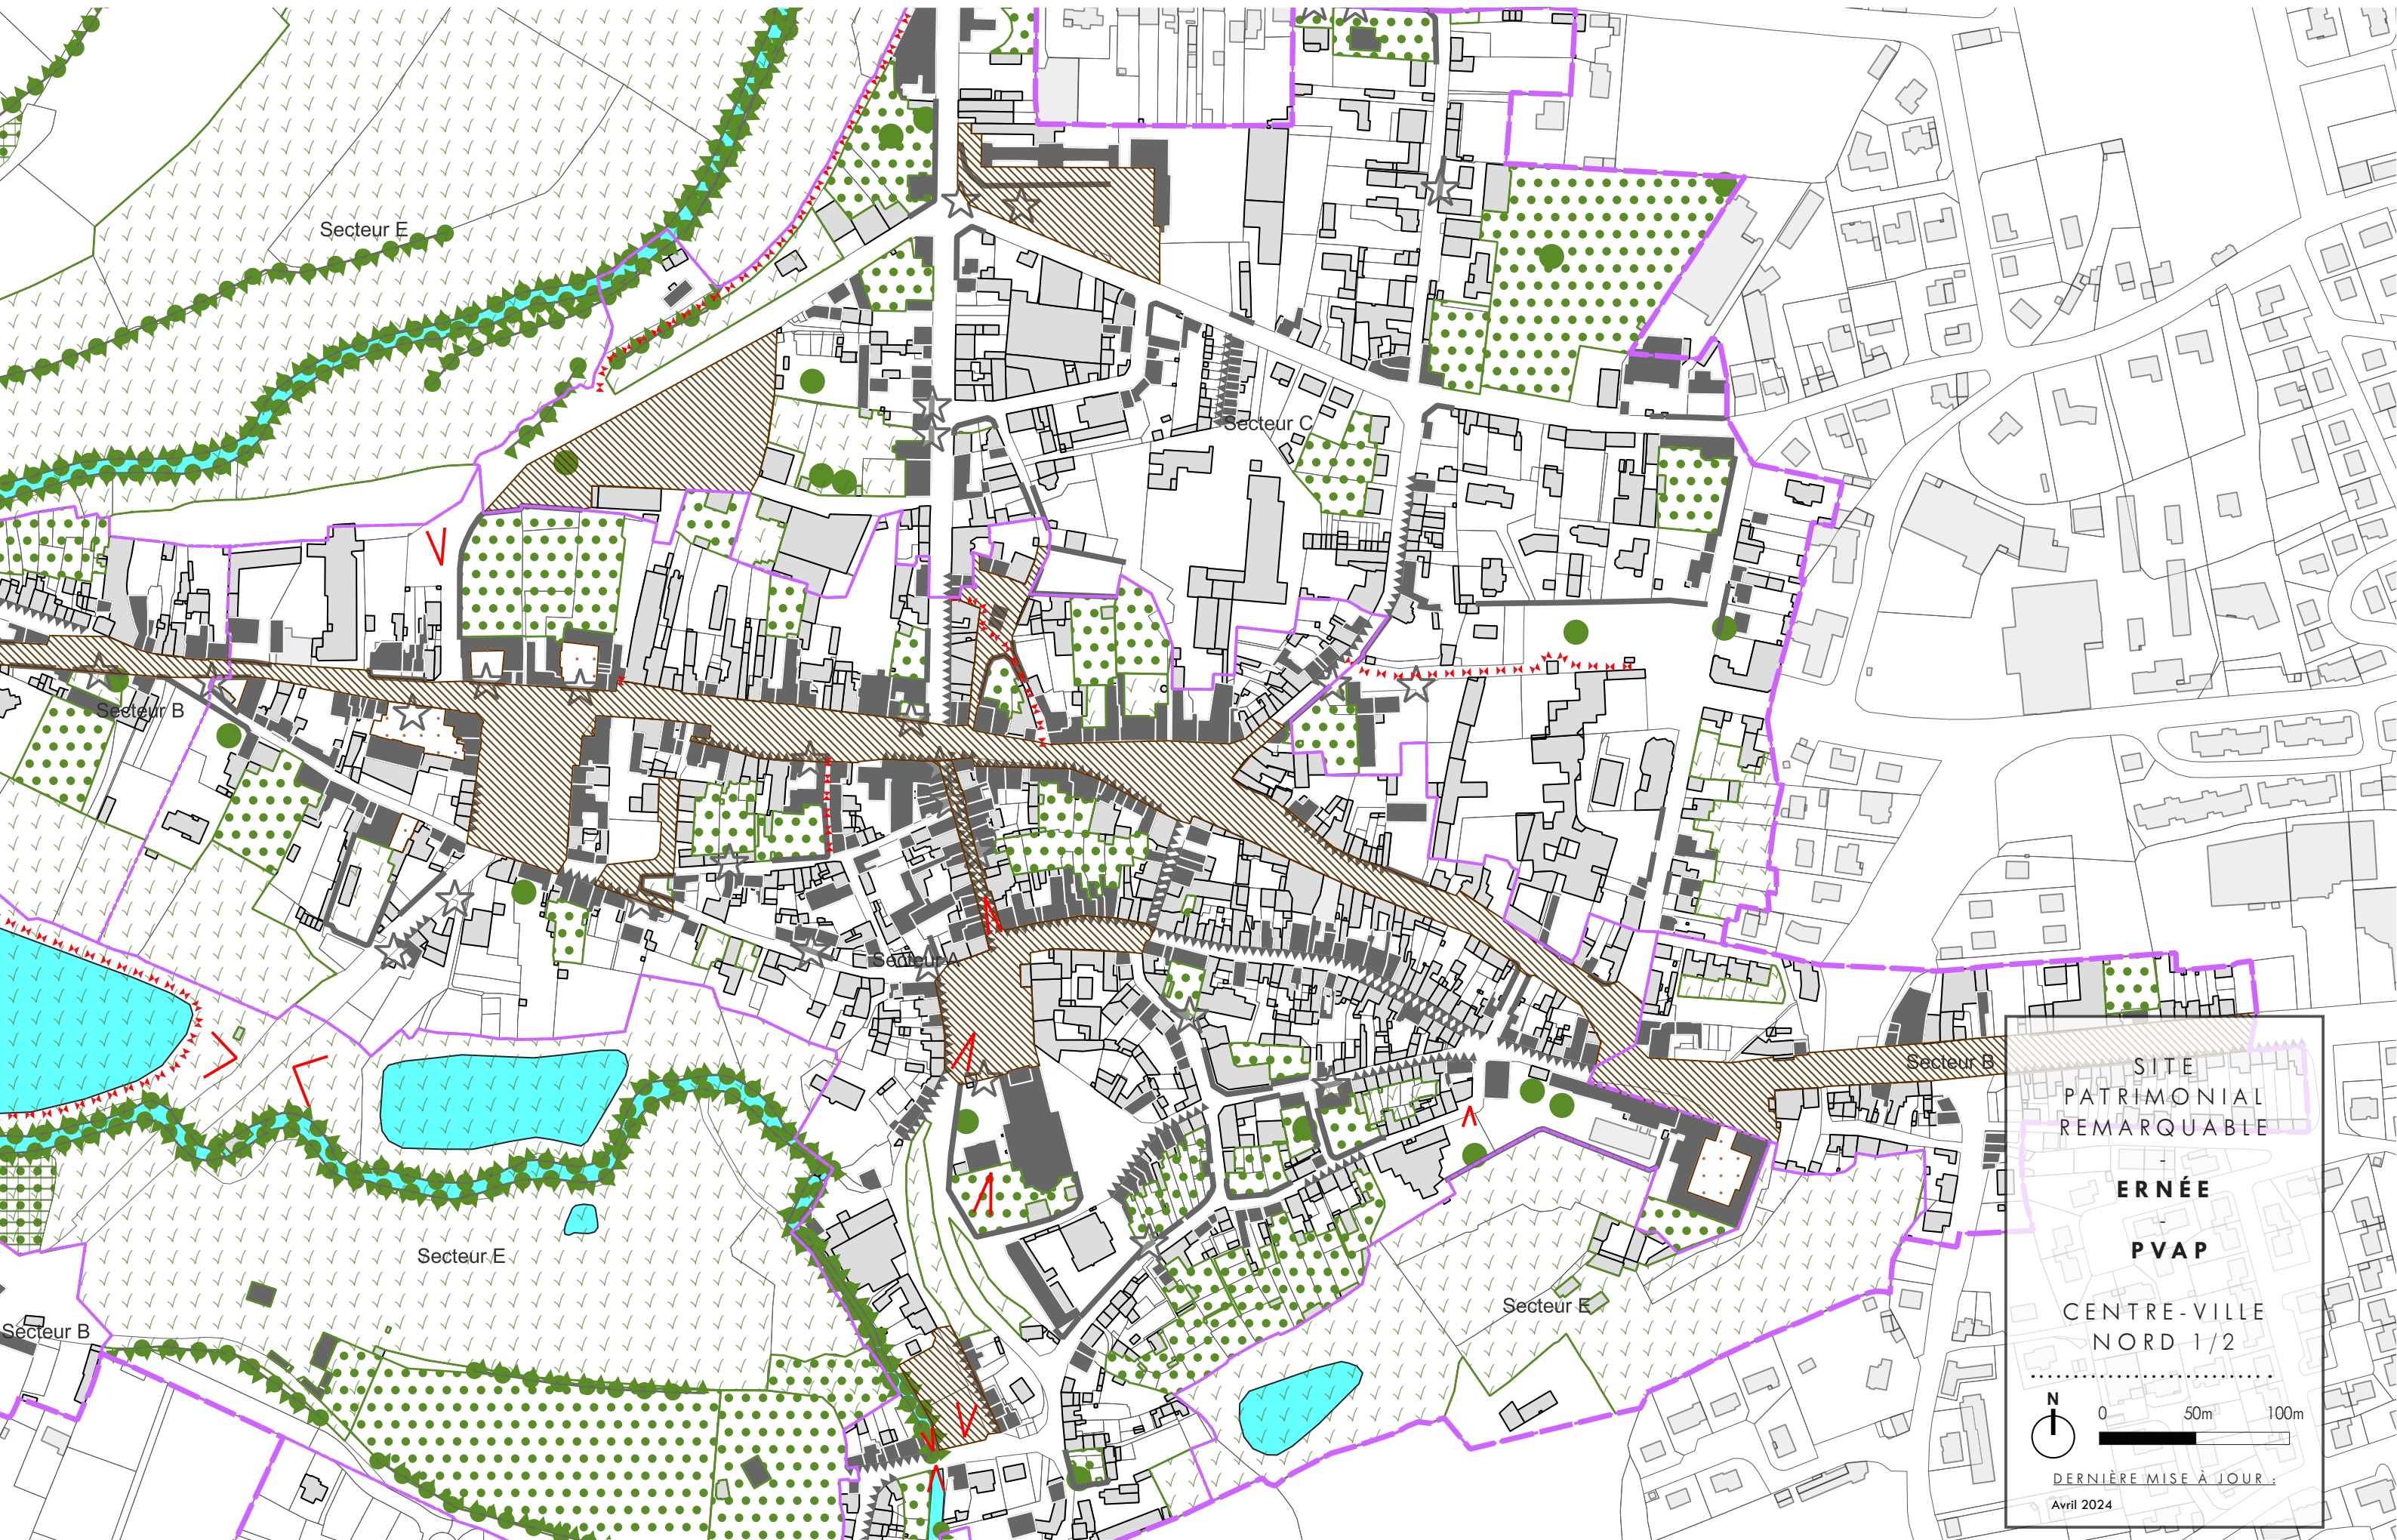 Secteur E
Secteur C
Secteur B
Secteur A
Secteur B
Secteur E
Secteur E
Secteur B
SITE
PATRIMONIAL
REMARQUABLE
-
ERNÉE
-
PVAP
CENTRE-VILLE
NORD 1/2
N
0 50m 100m
DERNIÈRE MISE À JOUR :
Avril 2024